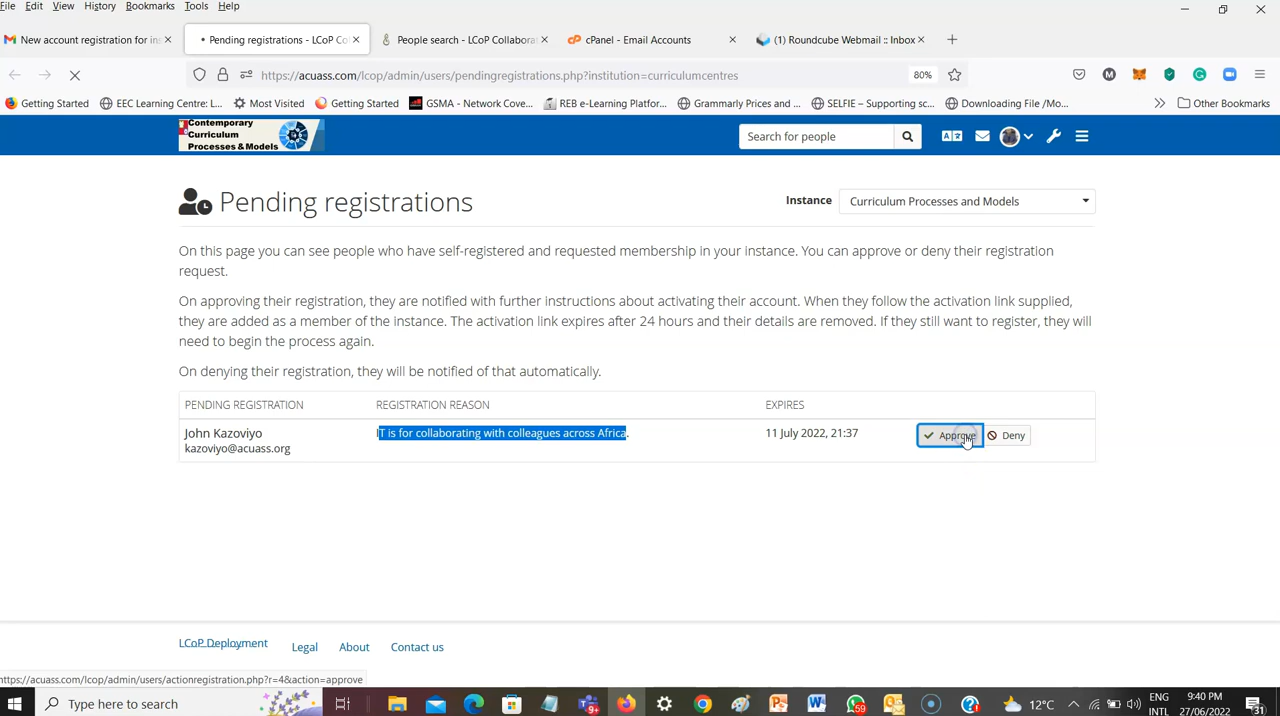 File Edit View History Bookmarks Tools Help
New account registration for ins
Pending registrations - LCoP Co
People search - LCoP Collabora
cPanel - Email Accounts
(1) Roundcube Webmail :: Inbox
https://acuass.com/lcop/admin/users/pendingregistrations.php?institution=curriculumcentres
80%
Getting Started
EEC Learning Centre: L...
Most Visited
Getting Started
GSMA - Network Cove...
REB e-Learning Platfor...
Grammarly Prices and ...
SELFIE – Supporting sc...
Downloading File /Mo...
Other Bookmarks
Contemporary
Curriculum
Processes & Models
Search for people
Pending registrations
Instance
Curriculum Processes and Models
On this page you can see people who have self-registered and requested membership in your instance. You can approve or deny their registration
request.
On approving their registration, they are notified with further instructions about activating their account. When they follow the activation link supplied,
they are added as a member of the instance. The activation link expires after 24 hours and their details are removed. If they still want to register, they will
need to begin the process again.
On denying their registration, they will be notified of that automatically.
PENDING REGISTRATION REGISTRATION REASON EXPIRES
John Kazoviyo IT is for collaborating with colleagues across Africa. 11 July 2022, 21:37 Approve Deny
kazoviyo@acuass.org
LCoP Deployment Legal About Contact us
https://acuass.com/lcop/admin/users/actionregistration.php?r=4&action=approve
Type here to search
59
12°C
ENG
INTL
9:40 PM
27/06/2022
31